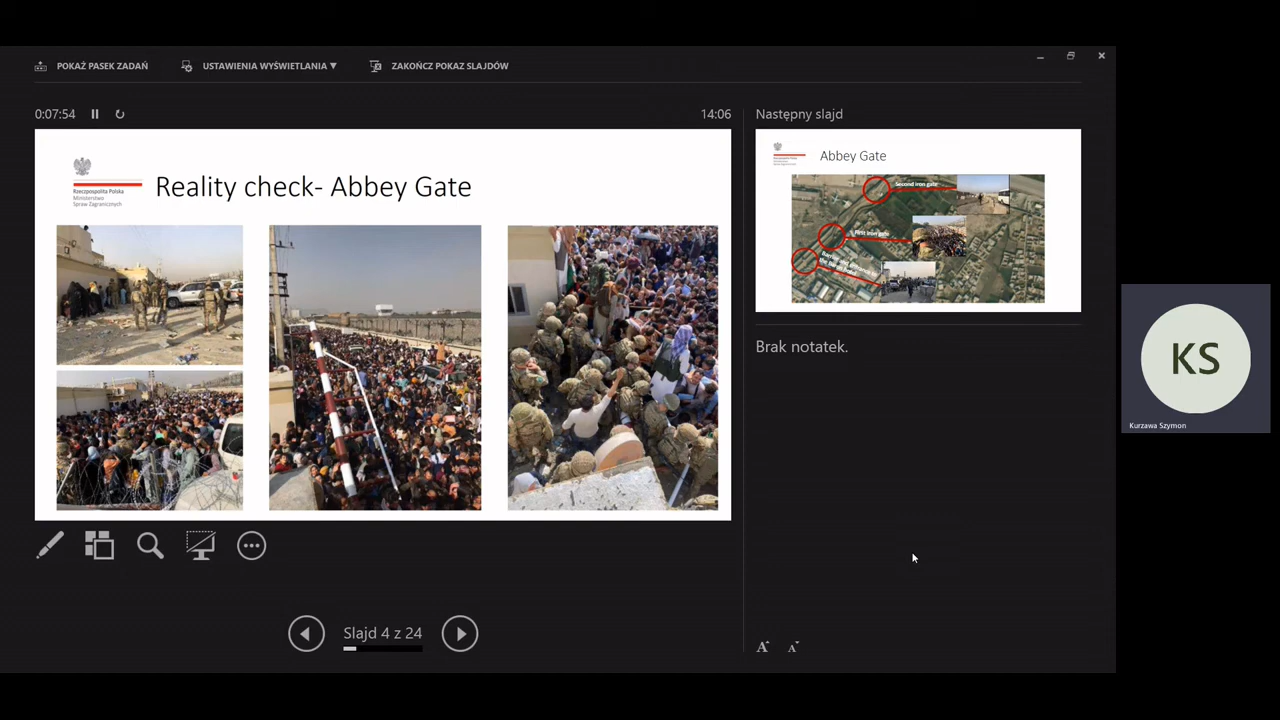 POKAŻ PASEK ZADAŃ
USTAWIENIA WYŚWIETLANIA ▼
ZAKOŃCZ POKAZ SLAJDÓW
0:07:54
14:06
Następny slajd
Rzeczpospolita Polska
Ministerstwo
Spraw Zagranicznych
Reality check- Abbey Gate
Abbey Gate
Second iron gate
First iron gate
Brak notatek.
KS
Kurzawa Szymon
Slajd 4 z 24
A
A